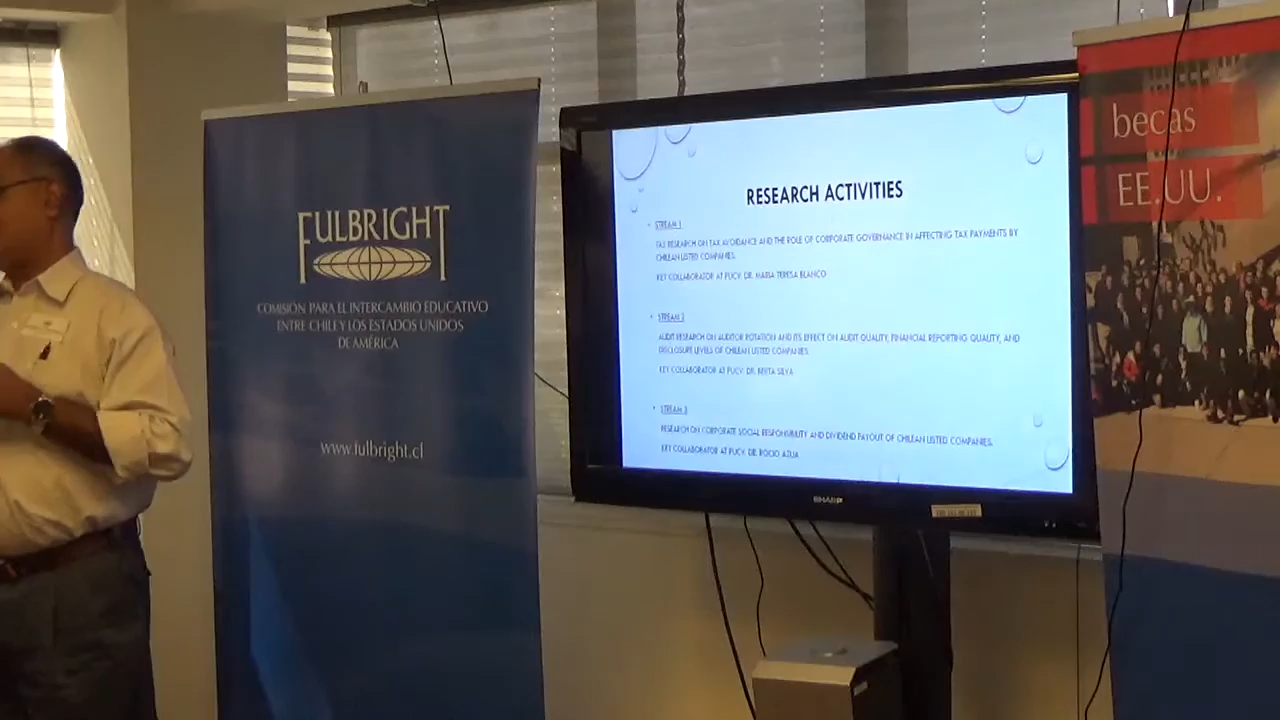 FULBRIGHT
COMISIÓN PARA EL INTERCAMBIO EDUCATIVO
ENTRE CHILE Y LOS ESTADOS UNIDOS
DE AMÉRICA
www.fulbright.cl
RESEARCH ACTIVITIES
STREAM 1
TAX RESEARCH ON TAX AVOIDANCE AND THE ROLE OF CORPORATE GOVERNANCE IN AFFECTING TAX PAYMENTS BY
CHILEAN LISTED COMPANIES.
KEY COLLABORATOR AT PUCV: DR. MARIA TERESA BLANCO
STREAM 2
AUDIT RESEARCH ON AUDITOR ROTATION AND ITS EFFECT ON AUDIT QUALITY, FINANCIAL REPORTING QUALITY, AND
DISCLOSURE LEVELS OF CHILEAN LISTED COMPANIES.
KEY COLLABORATOR AT PUCV: DR. BERTA SILVA
STREAM 3
RESEARCH ON CORPORATE SOCIAL RESPONSIBILITY AND DIVIDEND PAYOUT OF CHILEAN LISTED COMPANIES.
KEY COLLABORATOR AT PUCV: DR. ROCIO AZUA
SHARP
becas
EE.UU.